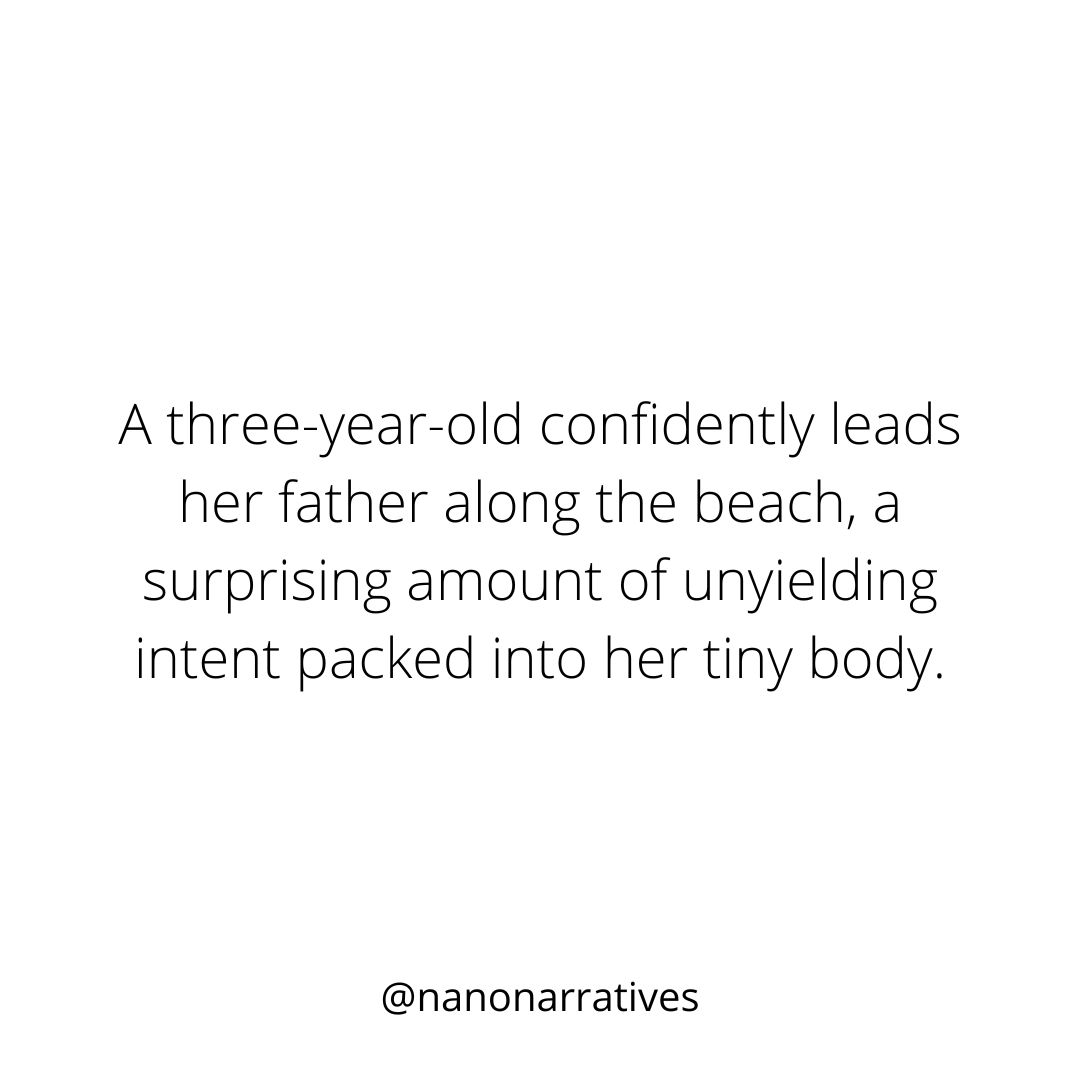 A three-year-old confidently leads
her father along the beach, a
surprising amount of unyielding
intent packed into her tiny body.
@nanonarratives